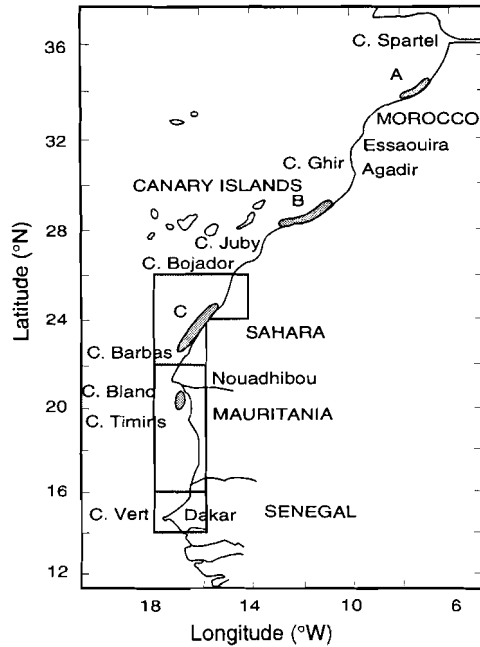 36
C. Spartel
A
MOROCCO
32
Essaouira
C. Ghir
Agadir
CANARY ISLANDS
B
28
C. Juby
C. Bojador
C
24
SAHARA
C. Barbas
Nouadhibou
C. Bland
20
MAURITANIA
C. Timiris
16
C. Vert
Dakar
SENEGAL
12
18
14
10
6
Longitude (°W)
Latitude (°N)